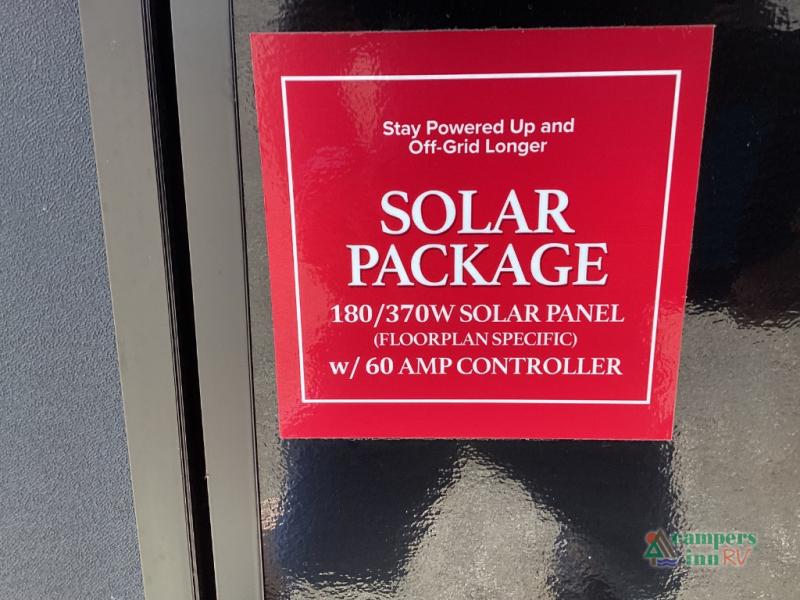 Stay Powered Up and
Off-Grid Longer
SOLAR
PACKAGE
180/370W SOLAR PANEL
(FLOORPLAN SPECIFIC)
w/ 60 AMP CONTROLLER
campers
inn RV